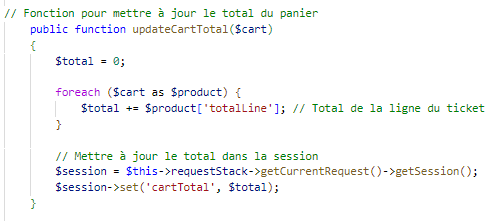 // Fonction pour mettre à jour le total du panier
public function updateCartTotal($cart)
{
$total = 0;
foreach ($cart as $product) {
$total += $product['totalLine']; // Total de la ligne du ticket
}
// Mettre à jour le total dans la session
$session = $this->requestStack->getCurrentRequest()->getSession();
$session->set('cartTotal', $total);
}